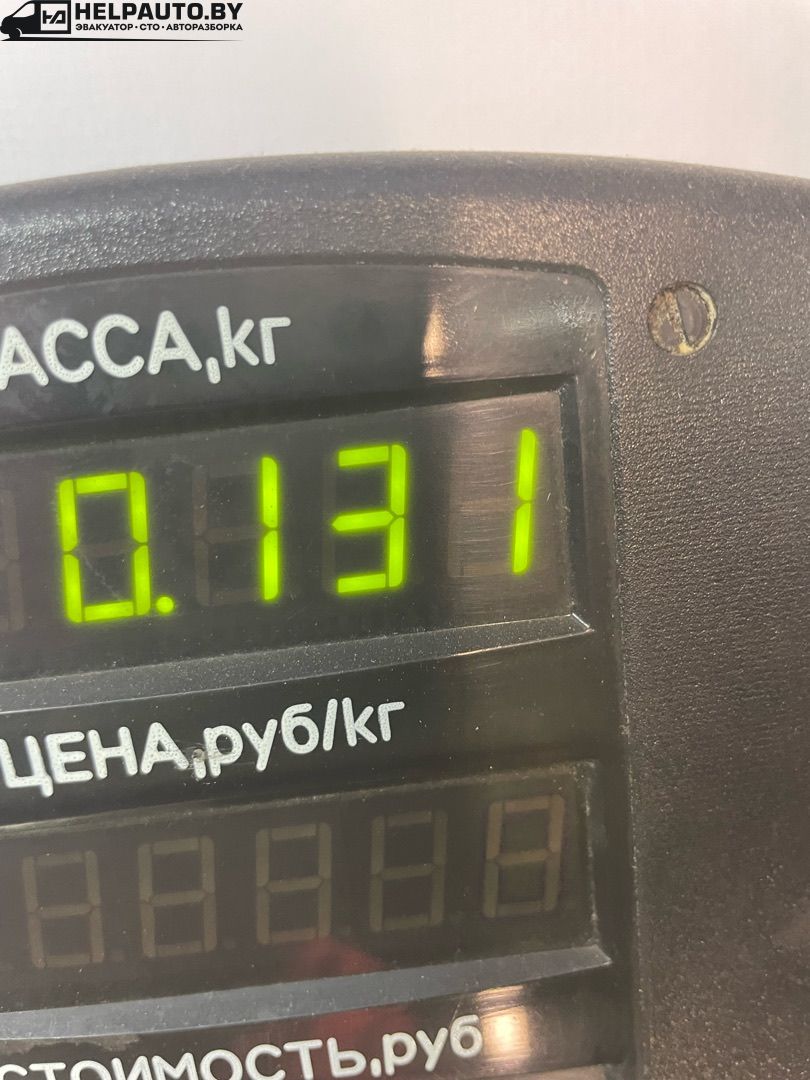 HELPAUTO.BY
ЭВАКУАТОР · СТО · АВТОРАЗБОРКА
АССА,кг
0.131
ЦЕНА,руб/кг
СТОИМОСТЬ,руб